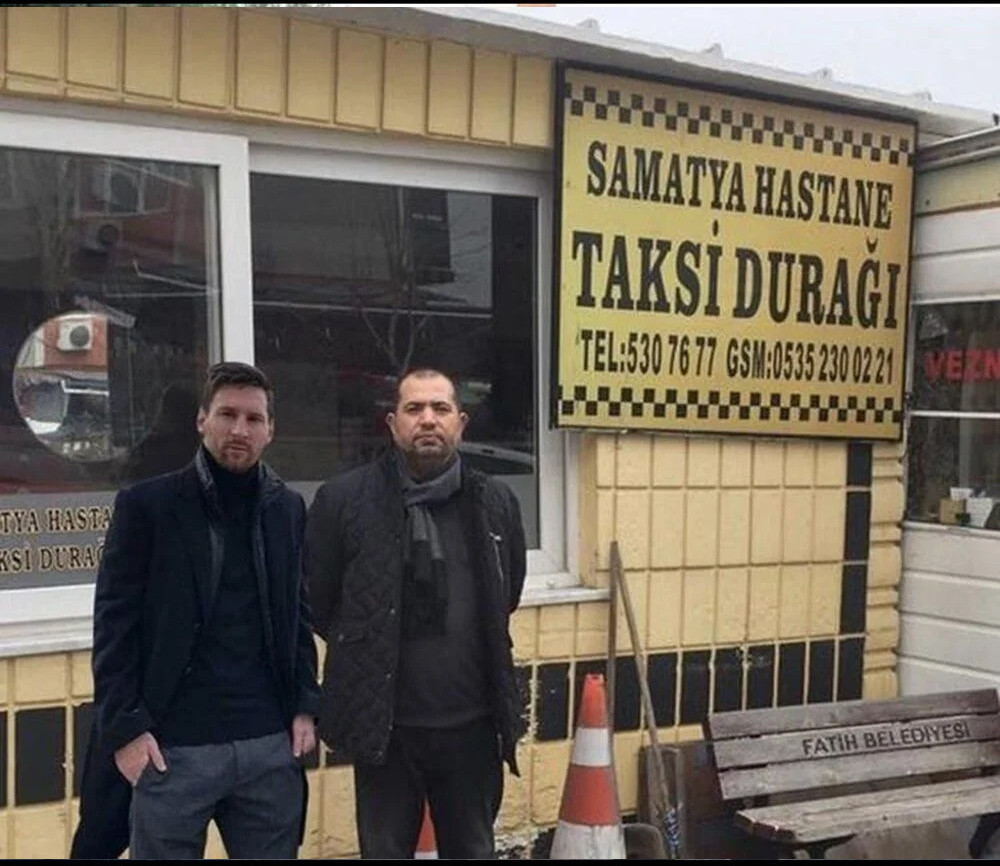 SAMATYA HASTANE
TAKSİ DURAĞI
TEL:530 76 77 GSM:0535 230 02 21
FATİH BELEDİYESİ